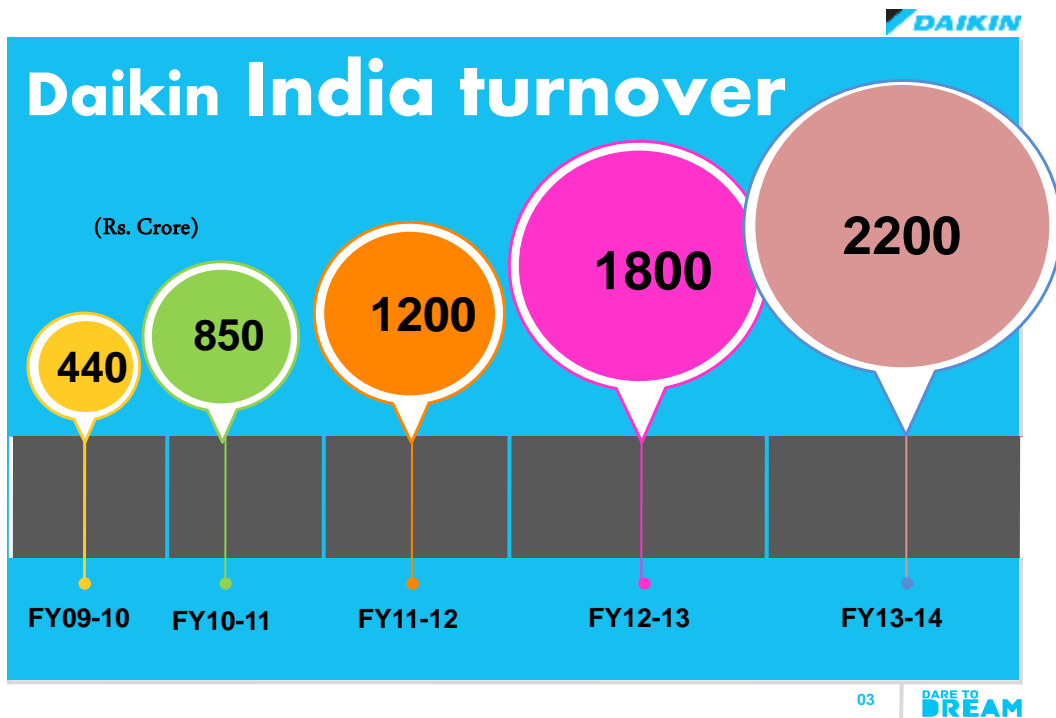 DAIKIN
Daikin India turnover
(Rs. Crore)
440
850
1200
1800
2200
FY09-10
FY10-11
FY11-12
FY12-13
FY13-14
03
DARE TO
DREAM